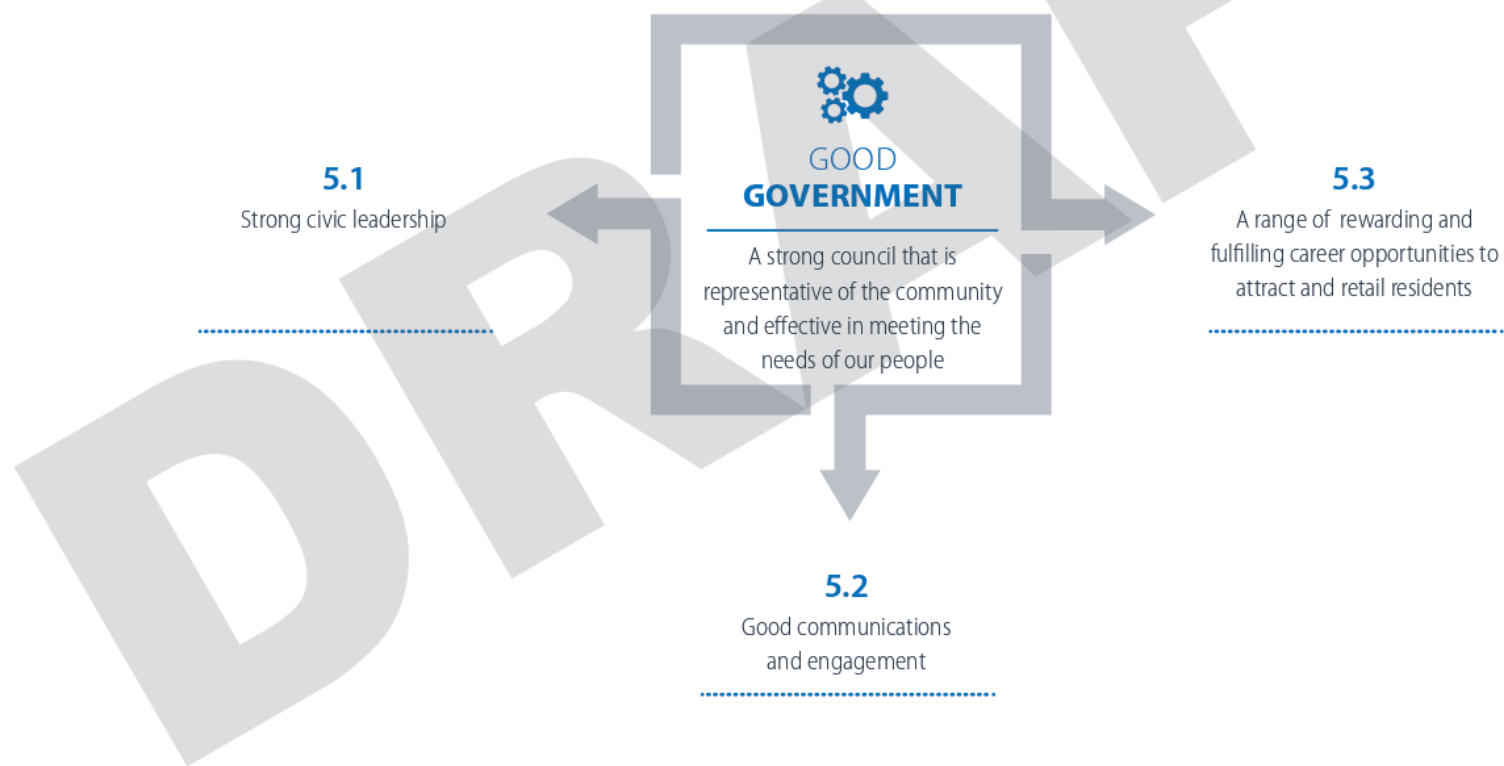 GOOD
GOVERNMENT
A strong council that is
representative of the community
and effective in meeting the
needs of our people
5.1
Strong civic leadership
5.2
Good communications
and engagement
5.3
A range of rewarding and
fulfilling career opportunities to
attract and retail residents
DRAF